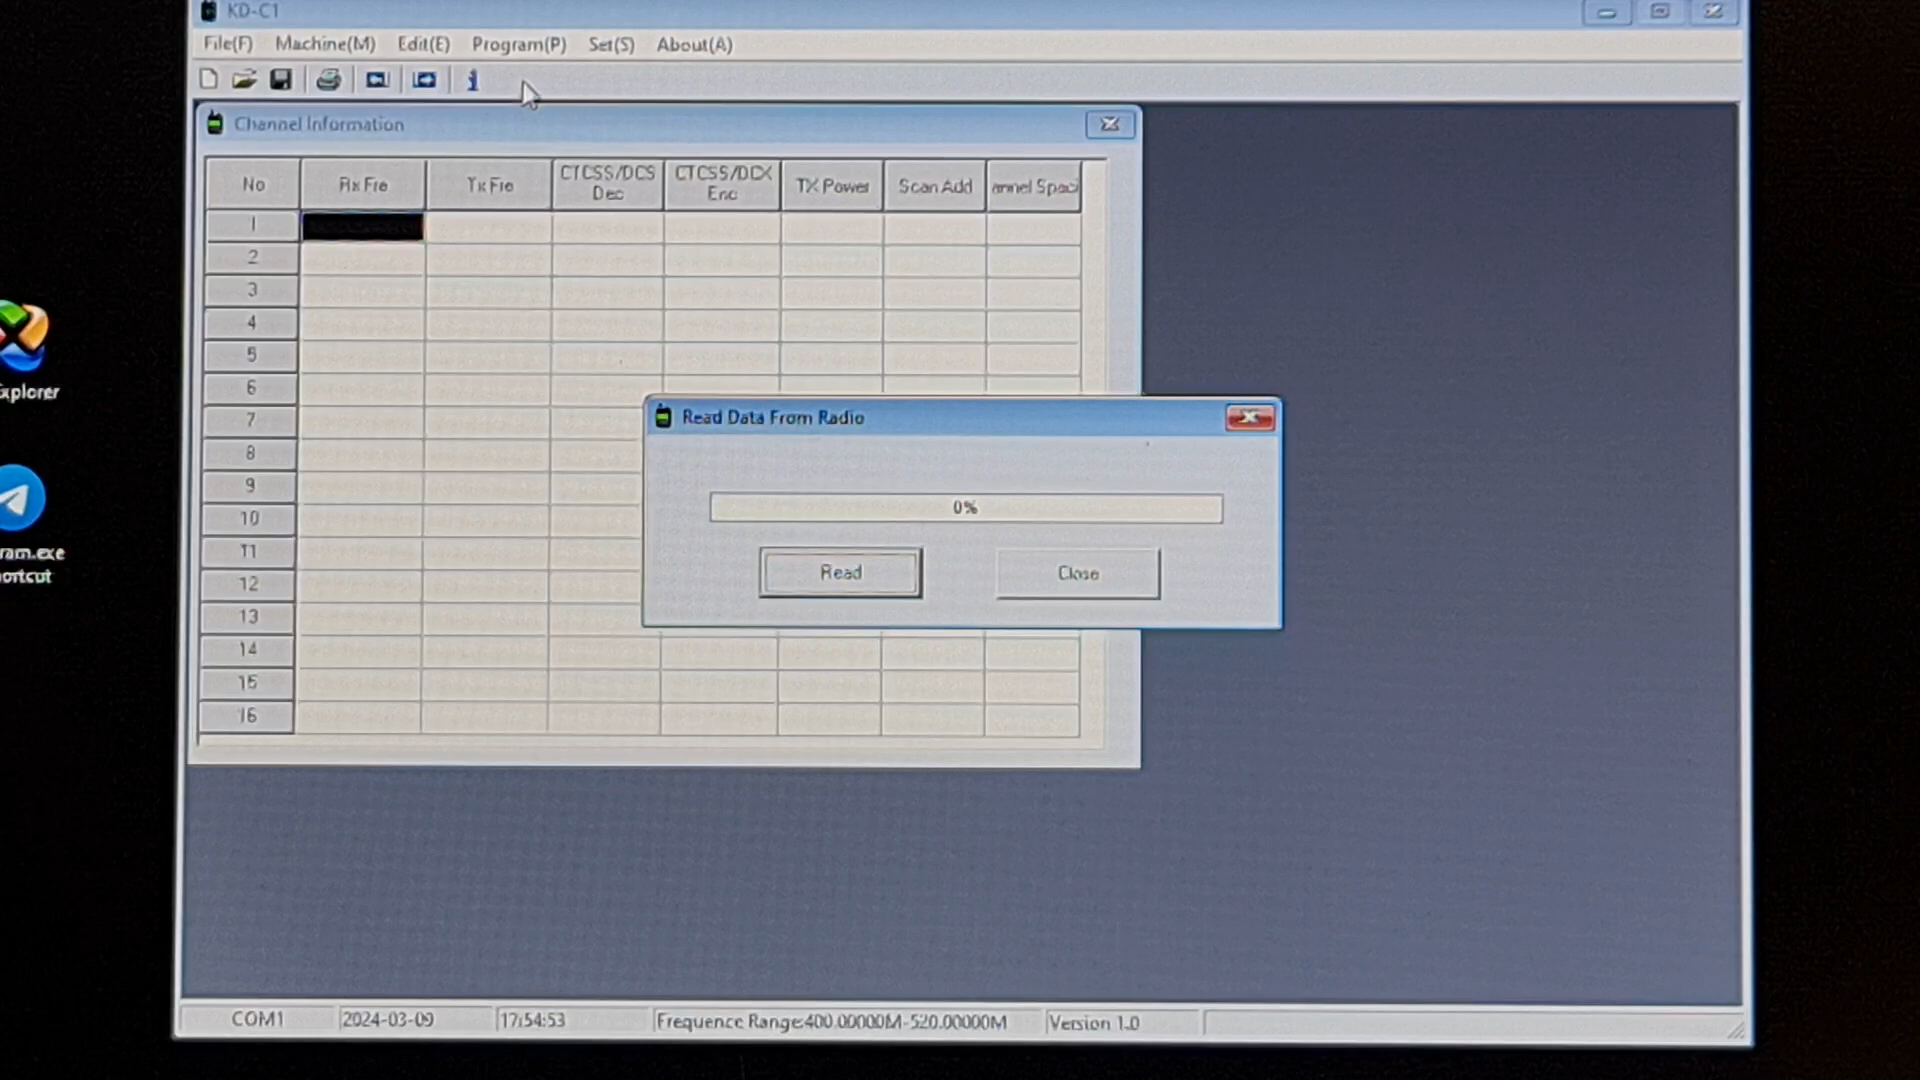 KD-C1
File(F) Machine(M) Edit(E) Program(P) Set(S) About(A)
Channel Information
No Rx Fre Tx Fre CTCSS/DCS Dec CTCSS/DCX Enc TX Power Scan Add annel Spaci
1
2
3
4
5
6
7
8
9
10
11
12
13
14
15
16
Read Data From Radio
0%
Read Close
xplorer
ram.exe
ortcut
COM1 2024-03-09 17:54:53 Frequence Range:400.00000M-520.00000M Version 1.0